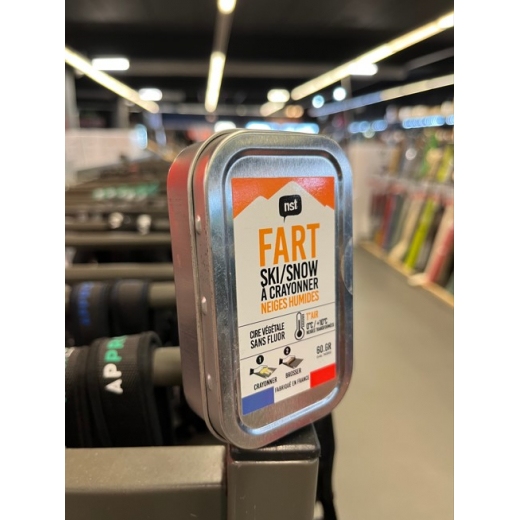 nst
FART
SKI/SNOW
À CRAYONNER
NEIGES HUMIDES
CIRE VÉGÉTALE
SANS FLUOR
T°AIR
1
2
60.GR
CRAYONNER
BROSSER
FABRIQUÉ EN FRANCE
APPR